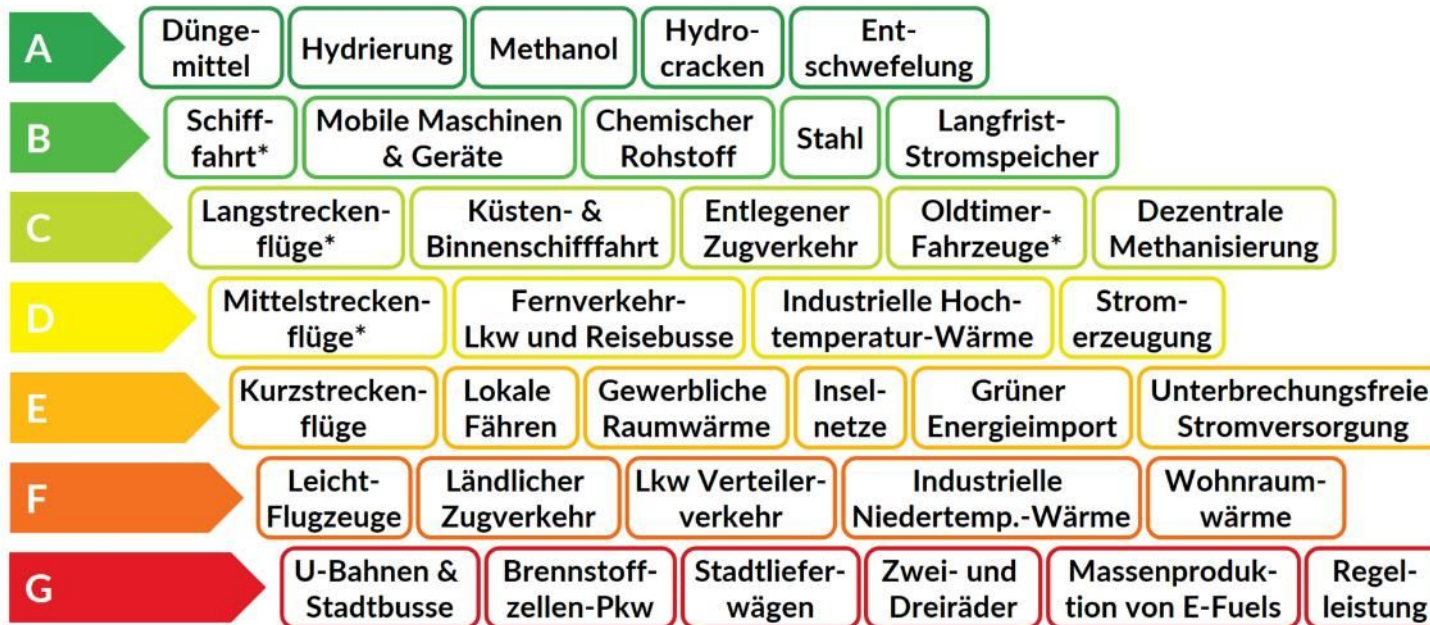 A
Dünge-
mittel
Hydrierung
Methanol
Hydro-
cracken
Ent-
schwefelung
B
Schiff-
fahrt*
Mobile Maschinen
& Geräte
Chemischer
Rohstoff
Stahl
Langfrist-
Stromspeicher
C
Langstrecken-
flüge*
Küsten- &
Binnenschifffahrt
Entlegener
Zugverkehr
Oldtimer-
Fahrzeuge*
Dezentrale
Methanisierung
D
Mittelstrecken-
flüge*
Fernverkehr-
Lkw und Reisebusse
Industrielle Hoch-
temperatur-Wärme
Strom-
erzeugung
E
Kurzstrecken-
flüge
Lokale
Fähren
Gewerbliche
Raumwärme
Insel-
netze
Grüner
Energieimport
Unterbrechungsfreie
Stromversorgung
F
Leicht-
Flugzeuge
Ländlicher
Zugverkehr
Lkw Verteiler-
verkehr
Industrielle
Niedertemp.-Wärme
Wohnraum-
wärme
G
U-Bahnen &
Stadtbusse
Brennstoff-
zellen-Pkw
Stadtliefer-
wägen
Zwei- und
Dreiräder
Massenproduk-
tion von E-Fuels
Regel-
leistung